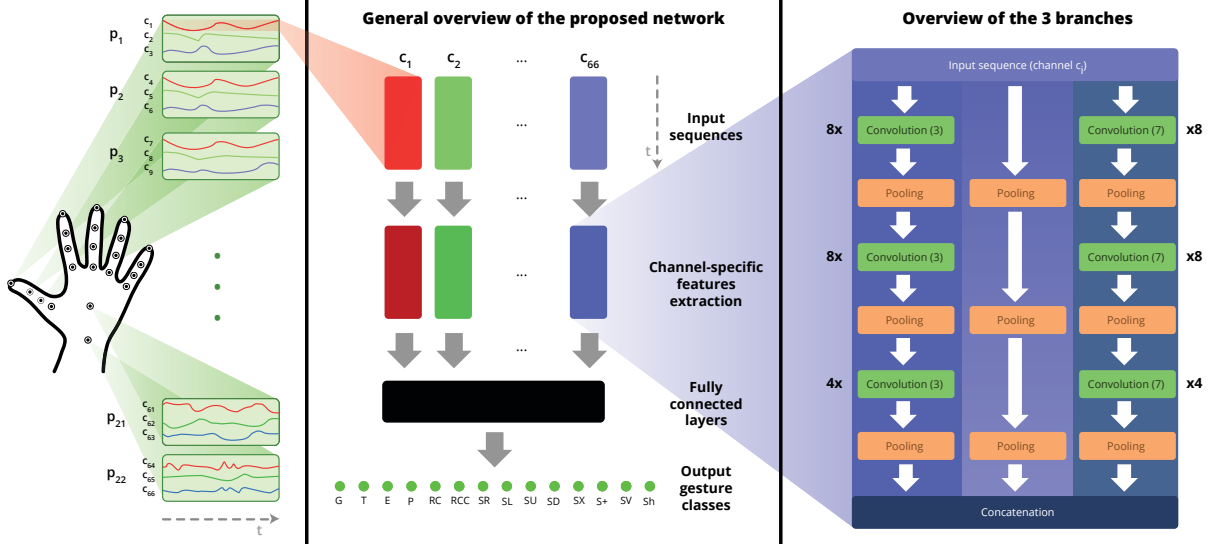 p1
c1
c2
c3
p2
c4
c5
c6
p3
c7
c8
c9
p21
c61
c62
c63
p22
c64
c65
c66
t
General overview of the proposed network
C1 C2 ... C66
...
Input
sequences
t
...
...
Channel-specific
features
extraction
...
Fully
connected
layers
Output
gesture
classes
G T E P RC RCC SR SL SU SD SX S+ SV Sh
Overview of the 3 branches
Input sequence (channel cj)
8x Convolution (3) Convolution (7) x8
Pooling Pooling Pooling
8x Convolution (3) Convolution (7) x8
Pooling Pooling Pooling
4x Convolution (3) Convolution (7) x4
Pooling Pooling Pooling
Concatenation